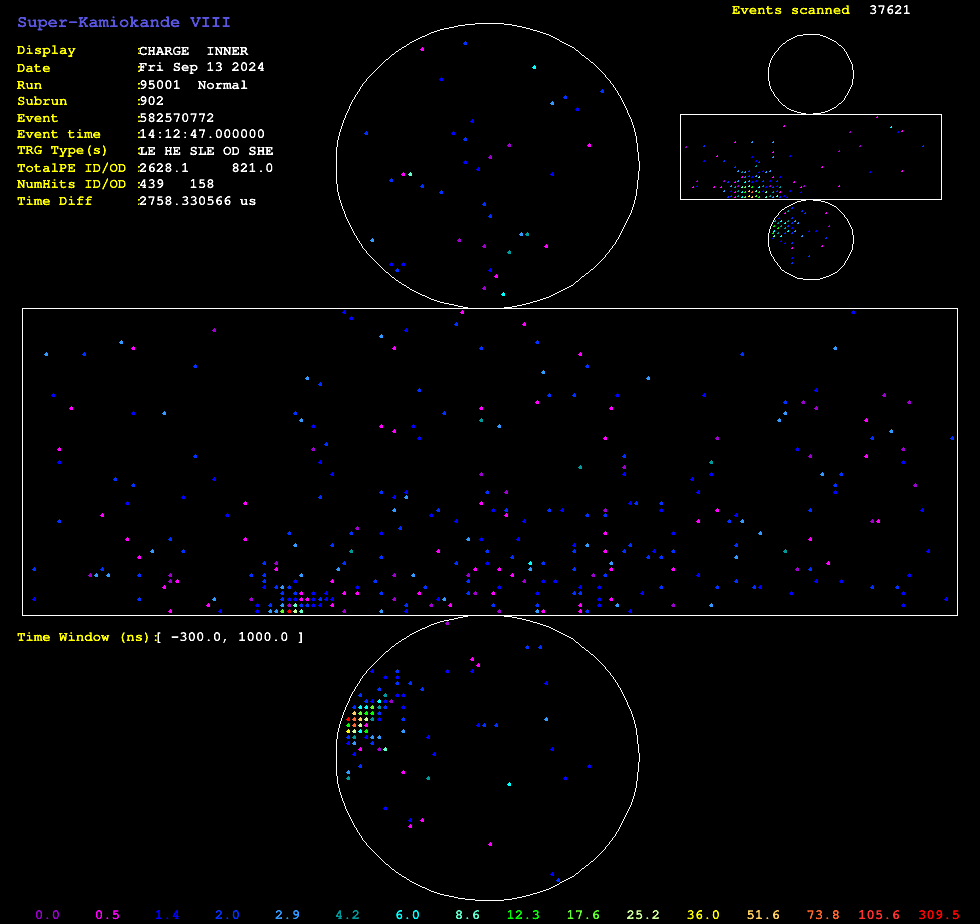 Super-Kamiokande VIII
Events scanned 37621
Display :CHARGE INNER
Date :Fri Sep 13 2024
Run :95001 Normal
Subrun :902
Event :582570772
Event time :14:12:47.000000
TRG Type(s) :LE HE SLE OD SHE
TotalPE ID/OD :2628.1 821.0
NumHits ID/OD :439 158
Time Diff :2758.330566 us
Time Window (ns):[ -300.0, 1000.0 ]
0.0 0.5 1.4 2.0 2.9 4.2 6.0 8.6 12.3 17.6 25.2 36.0 51.6 73.8 105.6 309.5